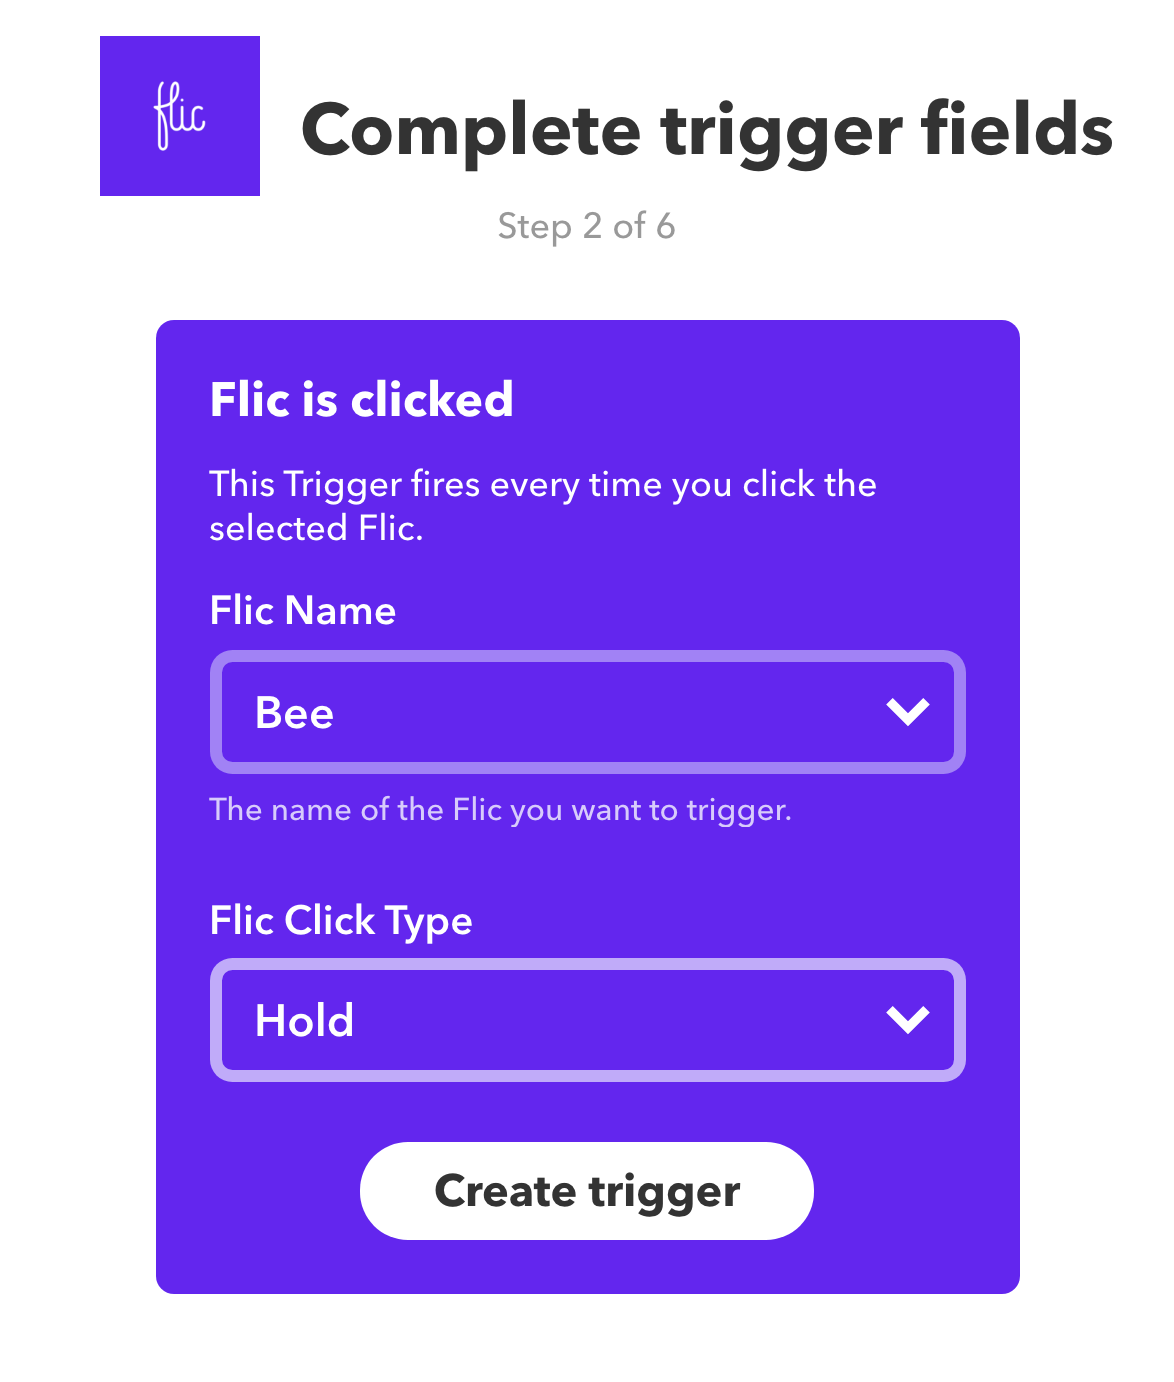 flic
Complete trigger fields
Step 2 of 6
Flic is clicked
This Trigger fires every time you click the
selected Flic.
Flic Name
Bee
The name of the Flic you want to trigger.
Flic Click Type
Hold
Create trigger